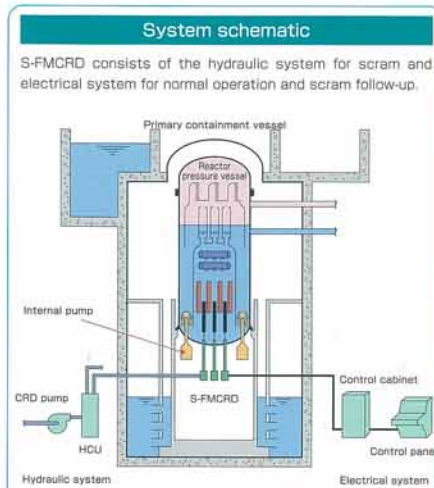 System schematic
S-FMCRD consists of the hydraulic system for scram and
electrical system for normal operation and scram follow-up.
Primary containment vessel
Reactor
pressure vessel
Internal pump
Control cabinet
CRD pump
S-FMCRD
HCU
Control pane
Hydraulic system
Electrical system